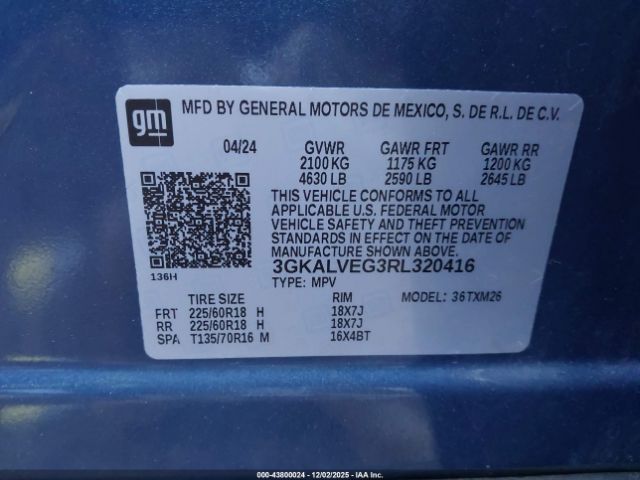 gm
MFD BY GENERAL MOTORS DE MEXICO, S. DE R.L. DE C.V.
04/24 GVWR GAWR FRT GAWR RR
2100 KG 1175 KG 1200 KG
4630 LB 2590 LB 2645 LB
THIS VEHICLE CONFORMS TO ALL
APPLICABLE U.S. FEDERAL MOTOR
VEHICLE SAFETY AND THEFT PREVENTION
STANDARDS IN EFFECT ON THE DATE OF
MANUFACTURE SHOWN ABOVE.
3GKALVEG3RL320416
136H TYPE: MPV
TIRE SIZE RIM MODEL: 36TXM26
FRT 225/60R18 H 18X7J
RR 225/60R18 H 18X7J
SPA T135/70R16 M 16X4BT
000-43800024 - 12/02/2025 - IAA, Inc.